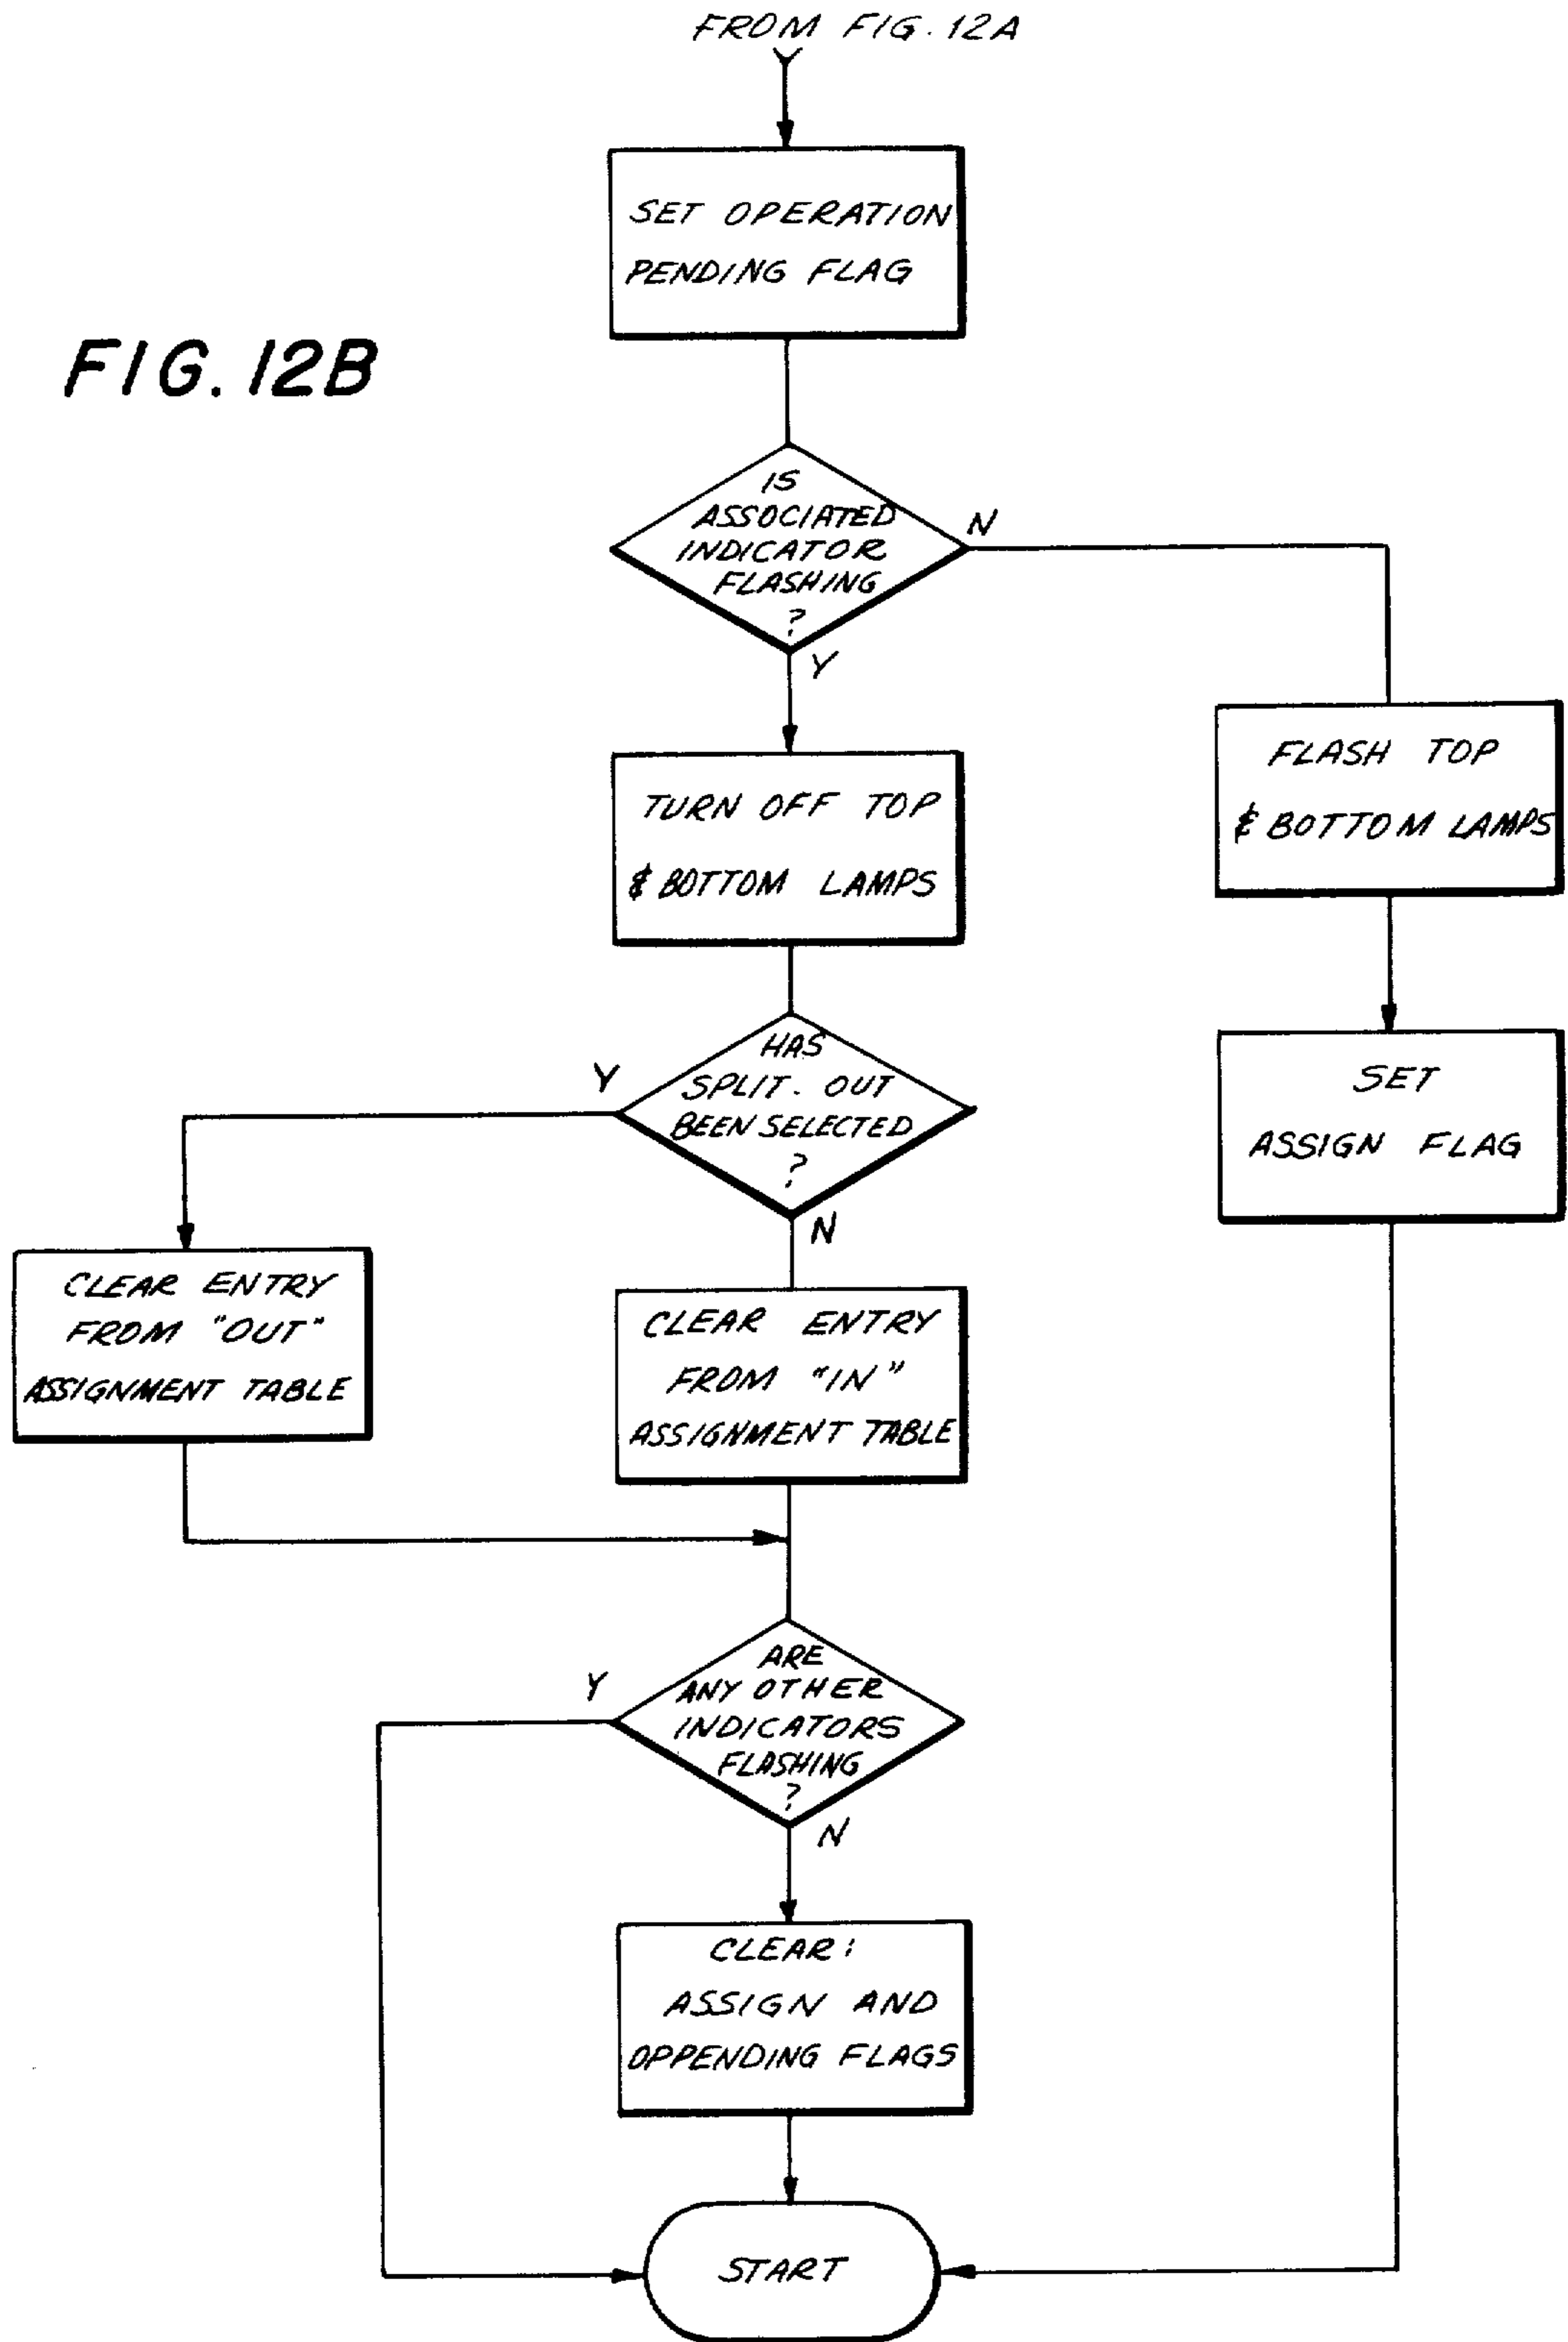 FROM FIG. 12A
SET OPERATION
PENDING FLAG
FIG. 12B
IS
ASSOCIATED
INDICATOR
FLASHING
?
N
Y
FLASH TOP
& BOTTOM LAMPS
TURN OFF TOP
& BOTTOM LAMPS
SET
ASSIGN FLAG
HAS
SPLIT. OUT
BEEN SELECTED
?
Y
N
CLEAR ENTRY
FROM "OUT"
ASSIGNMENT TABLE
CLEAR ENTRY
FROM "IN"
ASSIGNMENT TABLE
ARE
ANY OTHER
INDICATORS
FLASHING
?
Y
N
CLEAR:
ASSIGN AND
OPPENDING FLAGS
START